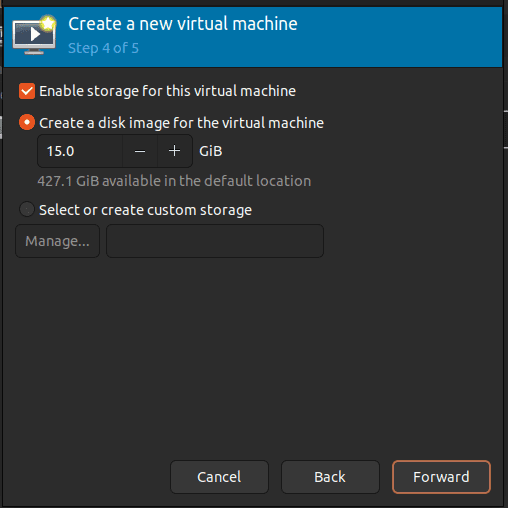 Create a new virtual machine
Step 4 of 5
Enable storage for this virtual machine
Create a disk image for the virtual machine
15.0 − + GiB
427.1 GiB available in the default location
Select or create custom storage
Manage...
Cancel Back Forward